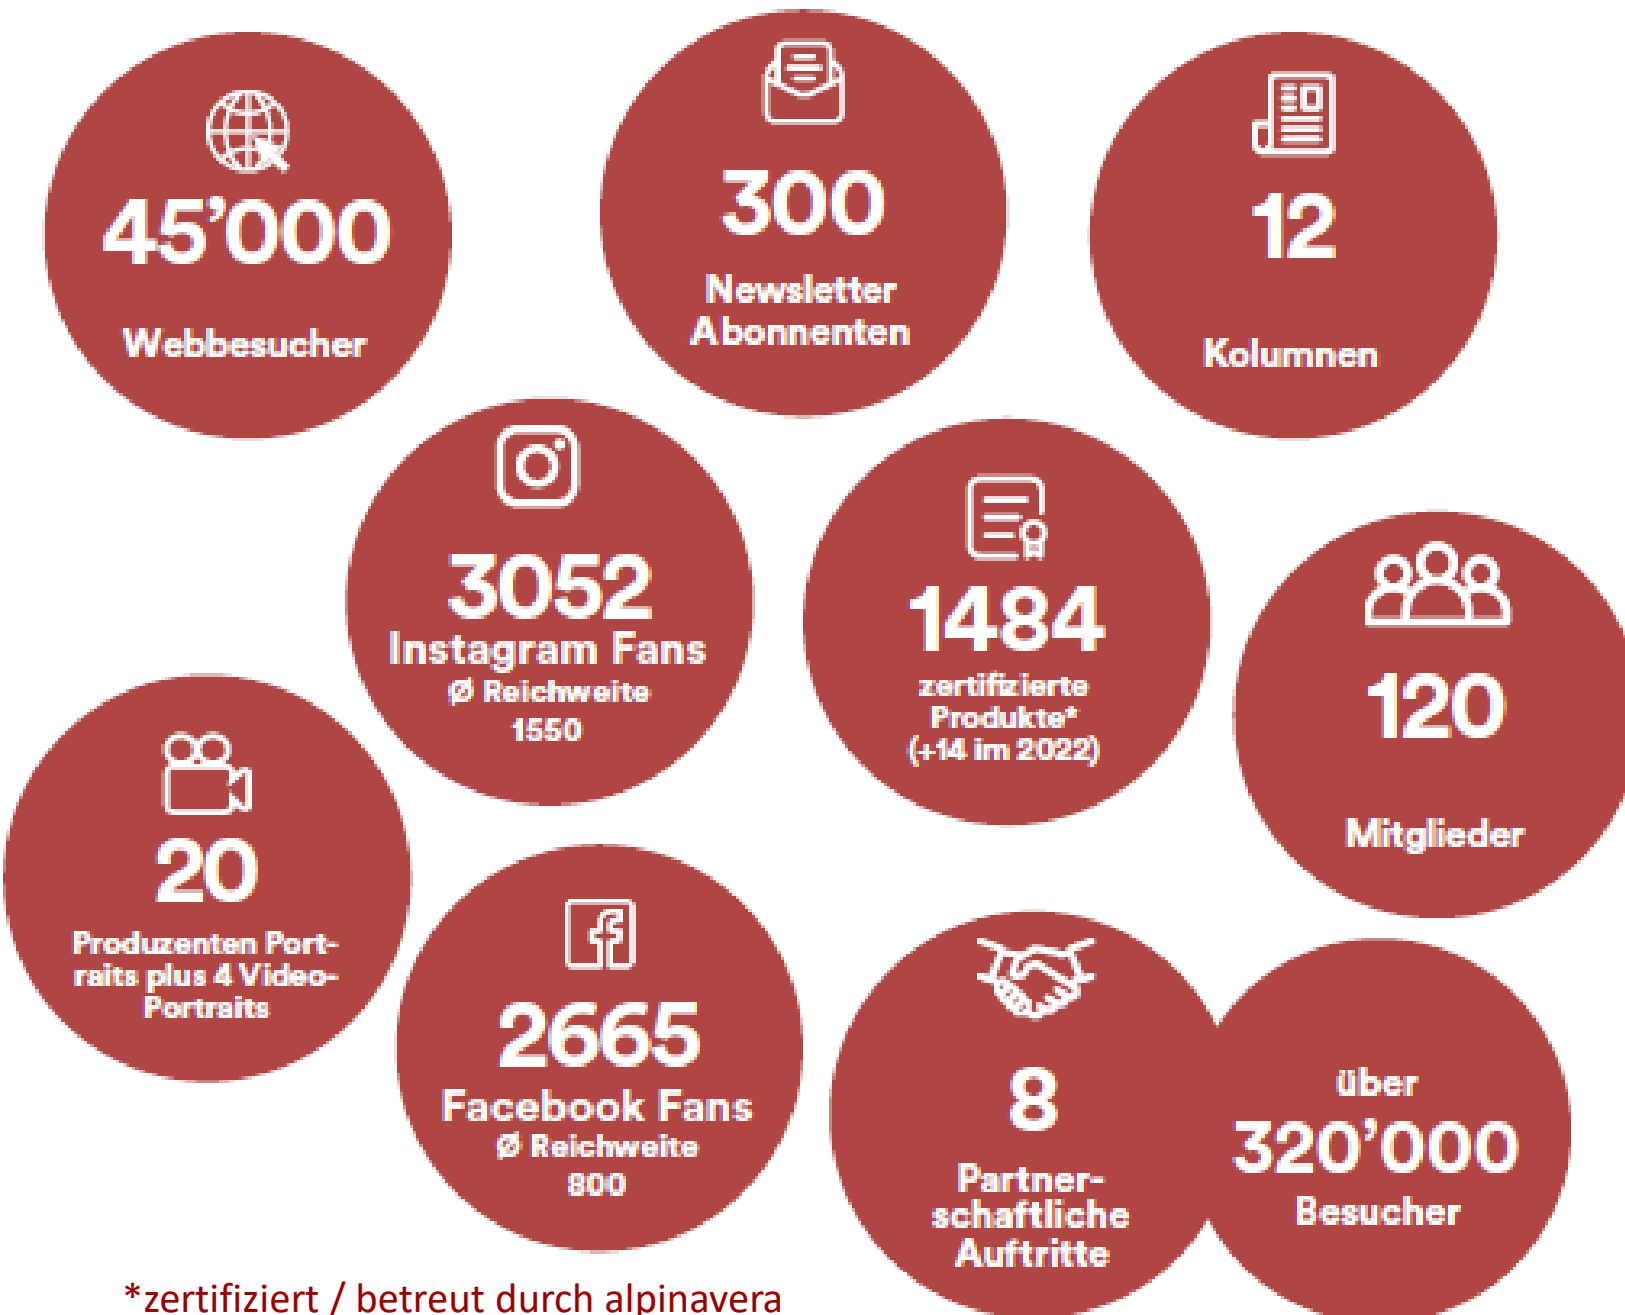 45’000
Webbesucher
300
Newsletter
Abonnenten
12
Kolumnen
3052
Instagram Fans
Ø Reichweite
1550
1484
zertifizierte
Produkte*
(+14 im 2022)
120
Mitglieder
20
Produzenten Port-
raits plus 4 Video-
Portraits
2665
Facebook Fans
Ø Reichweite
800
8
Partner-
schaftliche
Auftritte
über
320’000
Besucher
*zertifiziert / betreut durch alpinavera